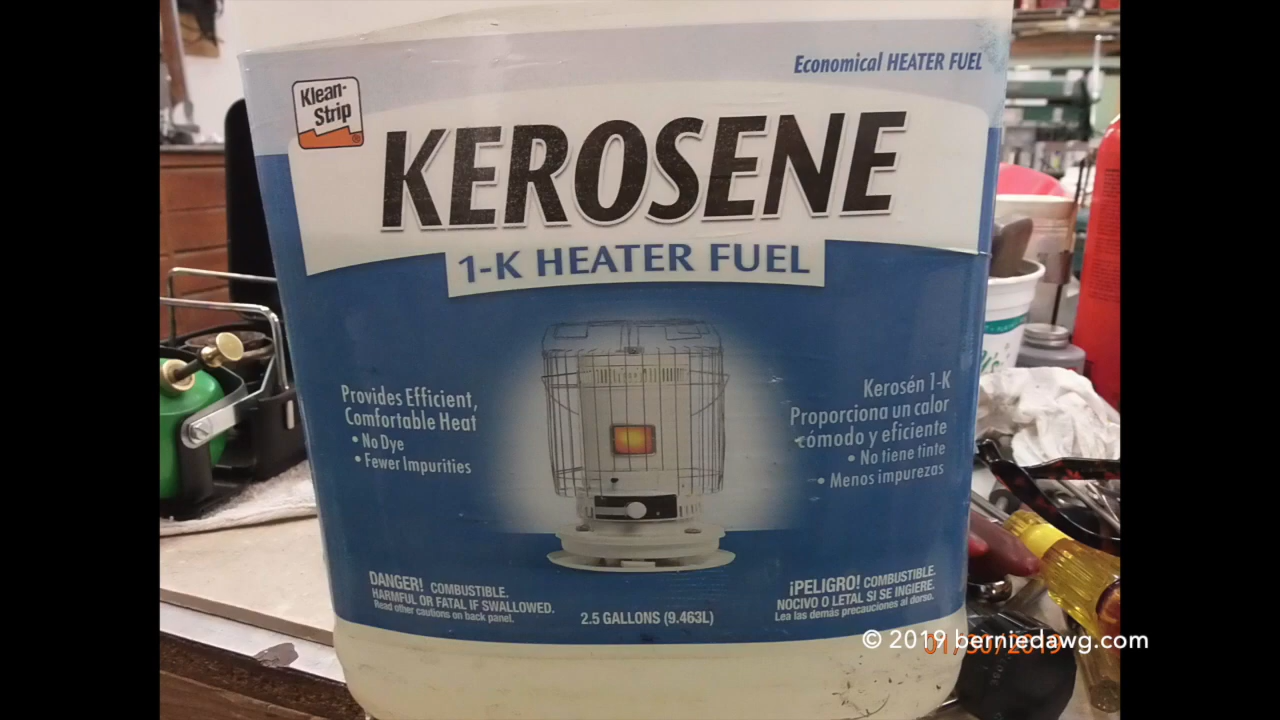 Economical HEATER FUEL
Klean-
Strip
KEROSENE
1-K HEATER FUEL
Provides Efficient,
Comfortable Heat
• No Dye
• Fewer Impurities
Kerosén 1-K
Proporciona un calor
cómodo y eficiente
• No tiene tinte
• Menos impurezas
DANGER! COMBUSTIBLE.
HARMFUL OR FATAL IF SWALLOWED.
Read other cautions on back panel.
2.5 GALLONS (9.463L)
¡PELIGRO! COMBUSTIBLE.
NOCIVO O LETAL SI SE INGIERE.
Lea las demás precauciones al dorso.
© 2019 berniedawg.com
01/30/2019